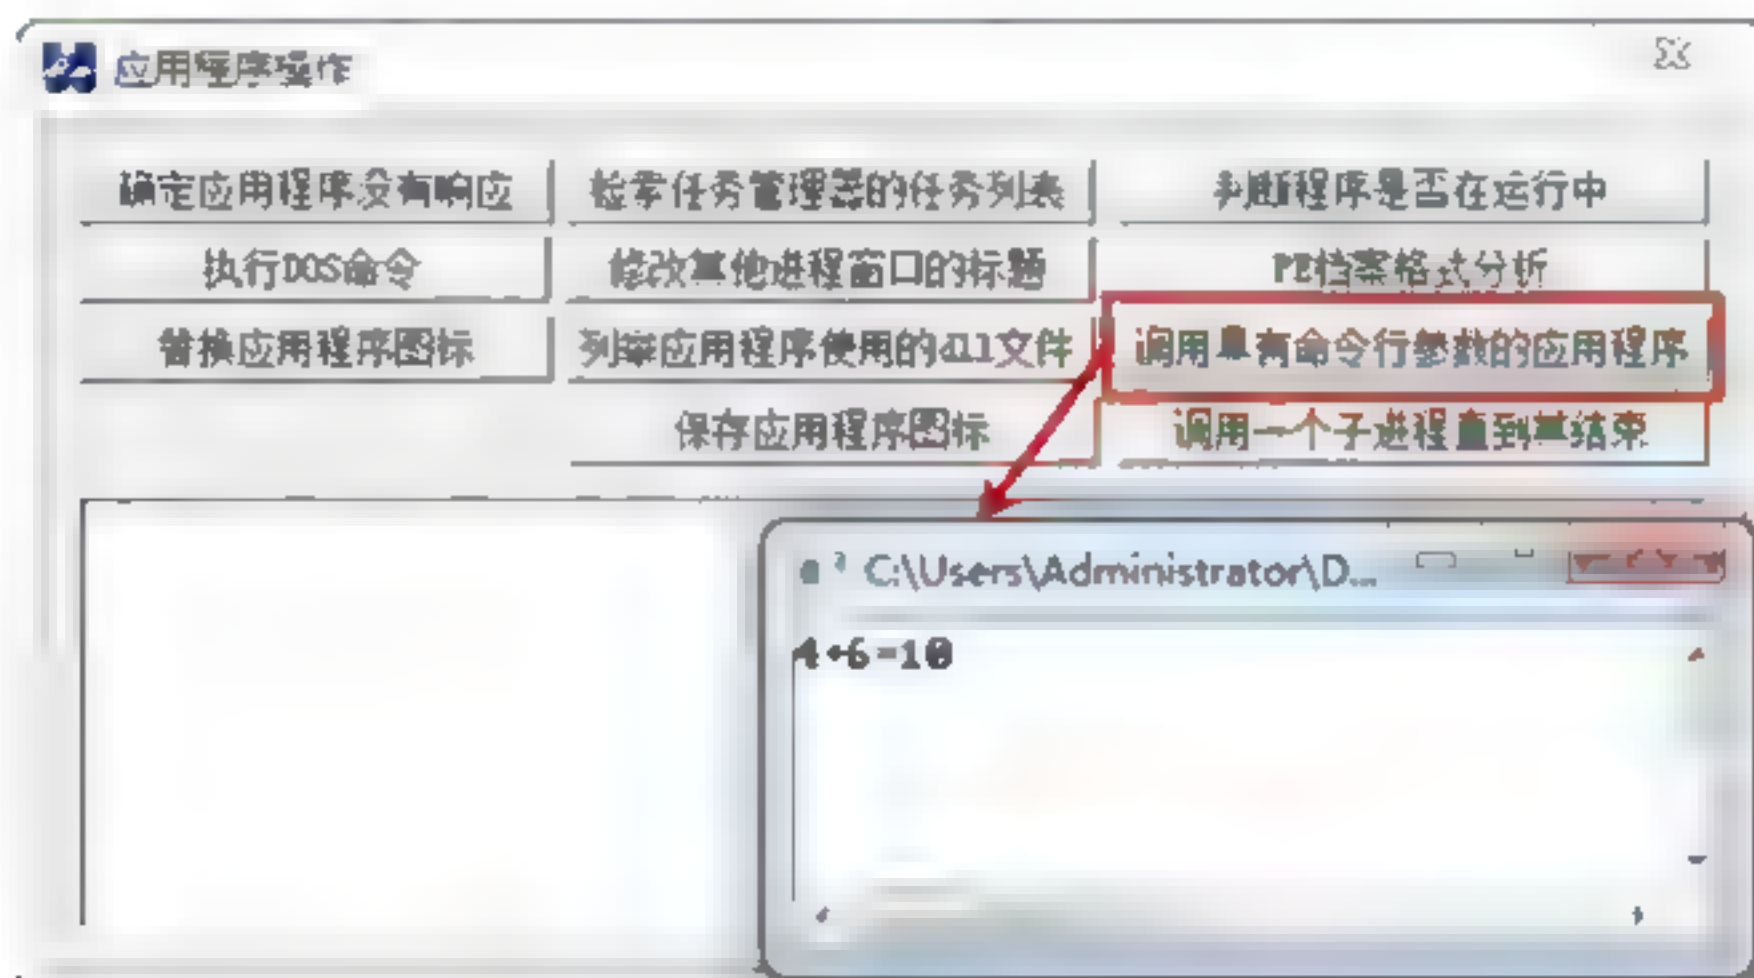 应用程序操作
确定应用程序没有响应 检索任务管理器的任务列表 判断程序是否在运行中
执行DOS命令 修改其他进程窗口的标题 PE档案格式分析
替换应用程序图标 列举应用程序使用的dll文件 调用具有命令行参数的应用程序
保存应用程序图标 调用一个子进程直到其结束
C:\Users\Administrator\D...
4+6=10